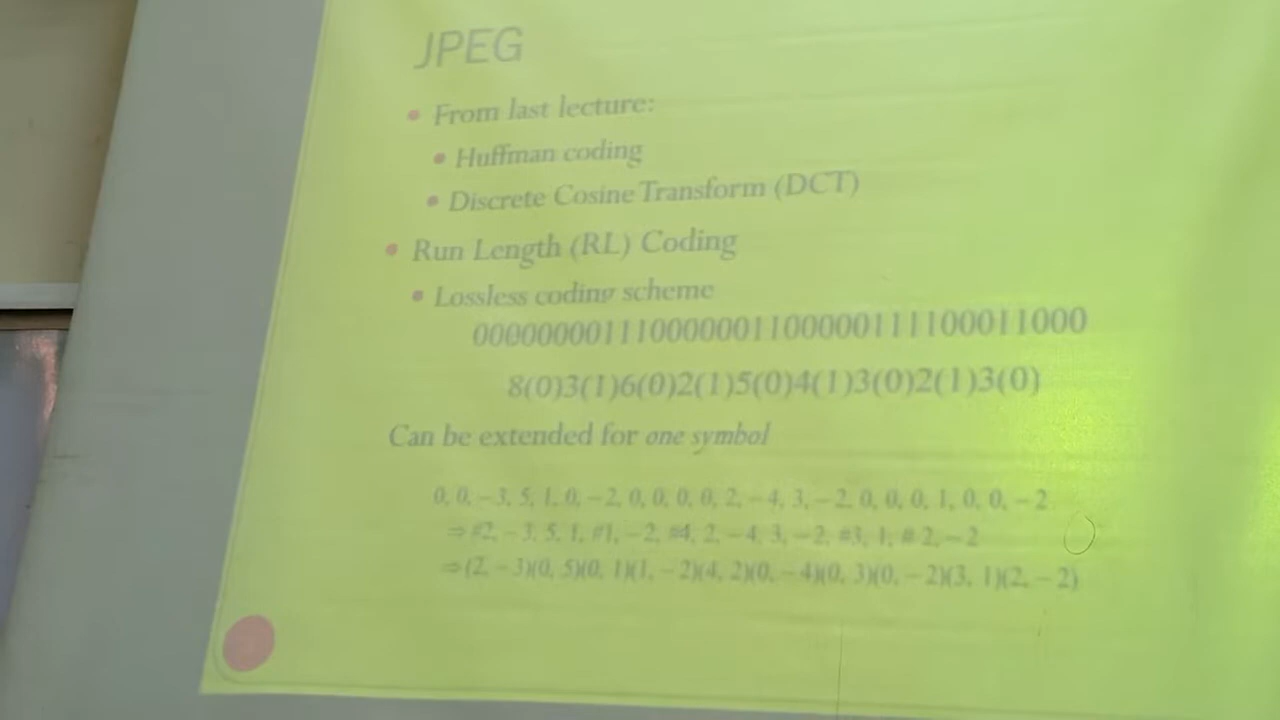 JPEG
• From last lecture:
• Huffman coding
• Discrete Cosine Transform (DCT)
• Run Length (RL) Coding
• Lossless coding scheme
000000001110000001100000111100011000
8(0)3(1)6(0)2(1)5(0)4(1)3(0)2(1)3(0)
Can be extended for one symbol
0, 0, −3, 5, 1, 0, −2, 0, 0, 0, 0, 2, −4, 3, −2, 0, 0, 0, 1, 0, 0, −2
⇒ #2, −3, 5, 1, #1, −2, #4, 2, −4, 3, −2, #3, 1, #2, −2
⇒ (2, −3)(0, 5)(0, 1)(1, −2)(4, 2)(0, −4)(0, 3)(0, −2)(3, 1)(2, −2)